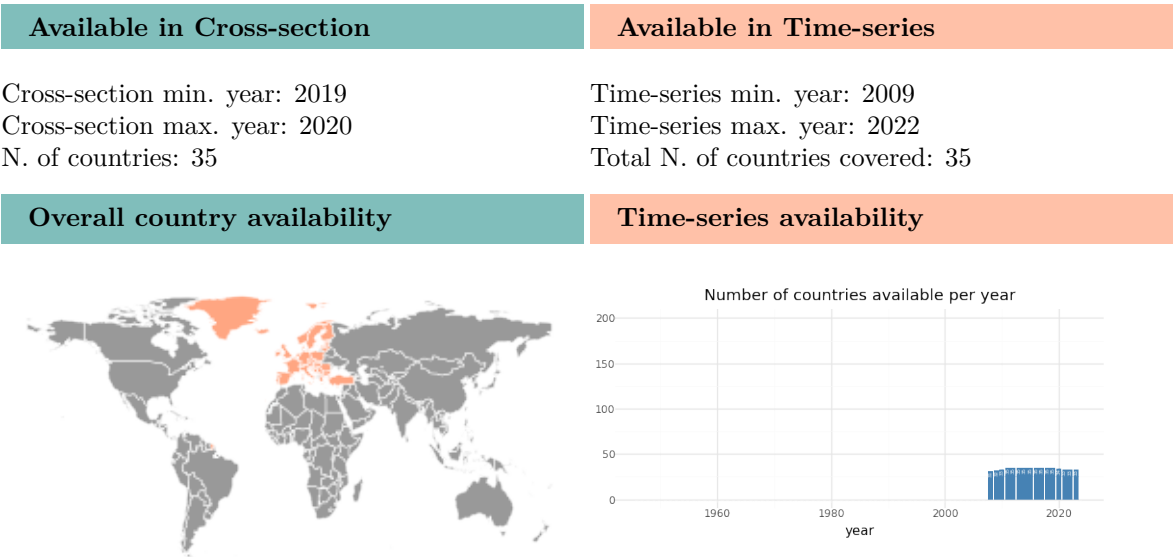 Available in Cross-section
Cross-section min. year: 2019
Cross-section max. year: 2020
N. of countries: 35
Available in Time-series
Time-series min. year: 2009
Time-series max. year: 2022
Total N. of countries covered: 35
Overall country availability
Time-series availability
Number of countries available per year
200
150
100
50
0
1960
1980
2000
2020
year